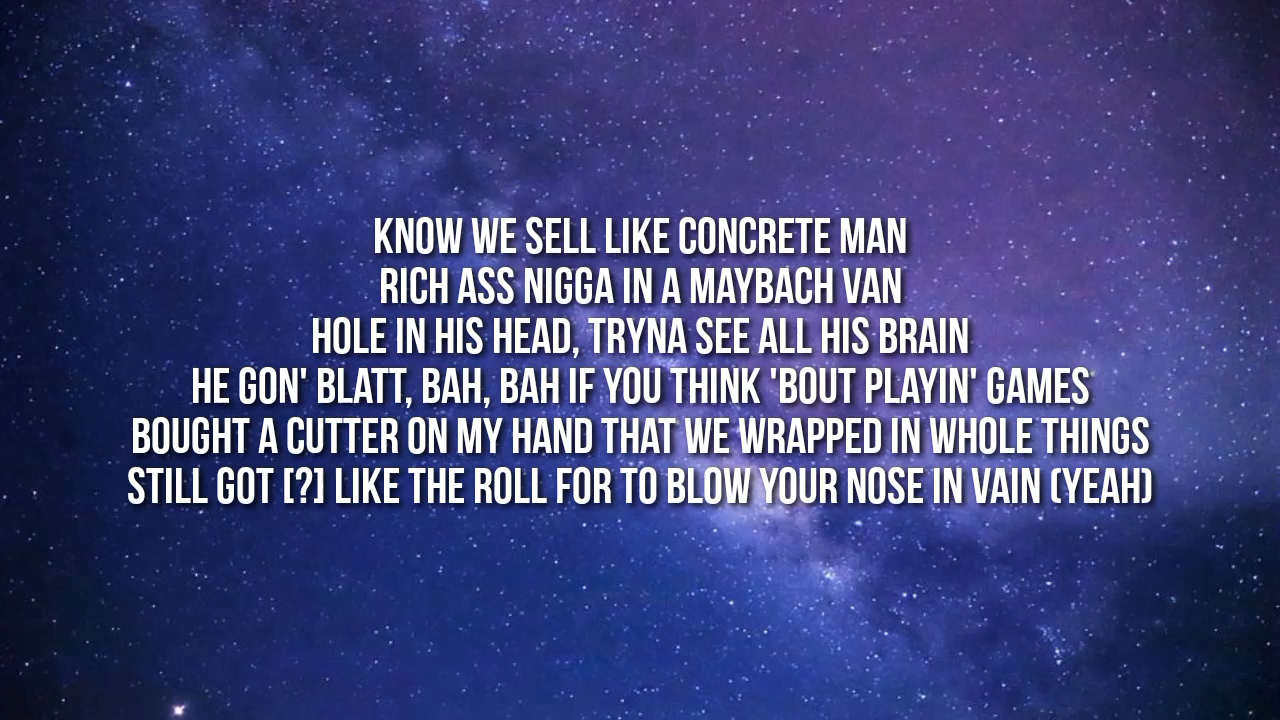 KNOW WE SELL LIKE CONCRETE MAN
RICH ASS NIGGA IN A MAYBACH VAN
HOLE IN HIS HEAD, TRYNA SEE ALL HIS BRAIN
HE GON' BLATT, BAH, BAH IF YOU THINK 'BOUT PLAYIN' GAMES
BOUGHT A CUTTER ON MY HAND THAT WE WRAPPED IN WHOLE THINGS
STILL GOT [?] LIKE THE ROLL FOR TO BLOW YOUR NOSE IN VAIN (YEAH)